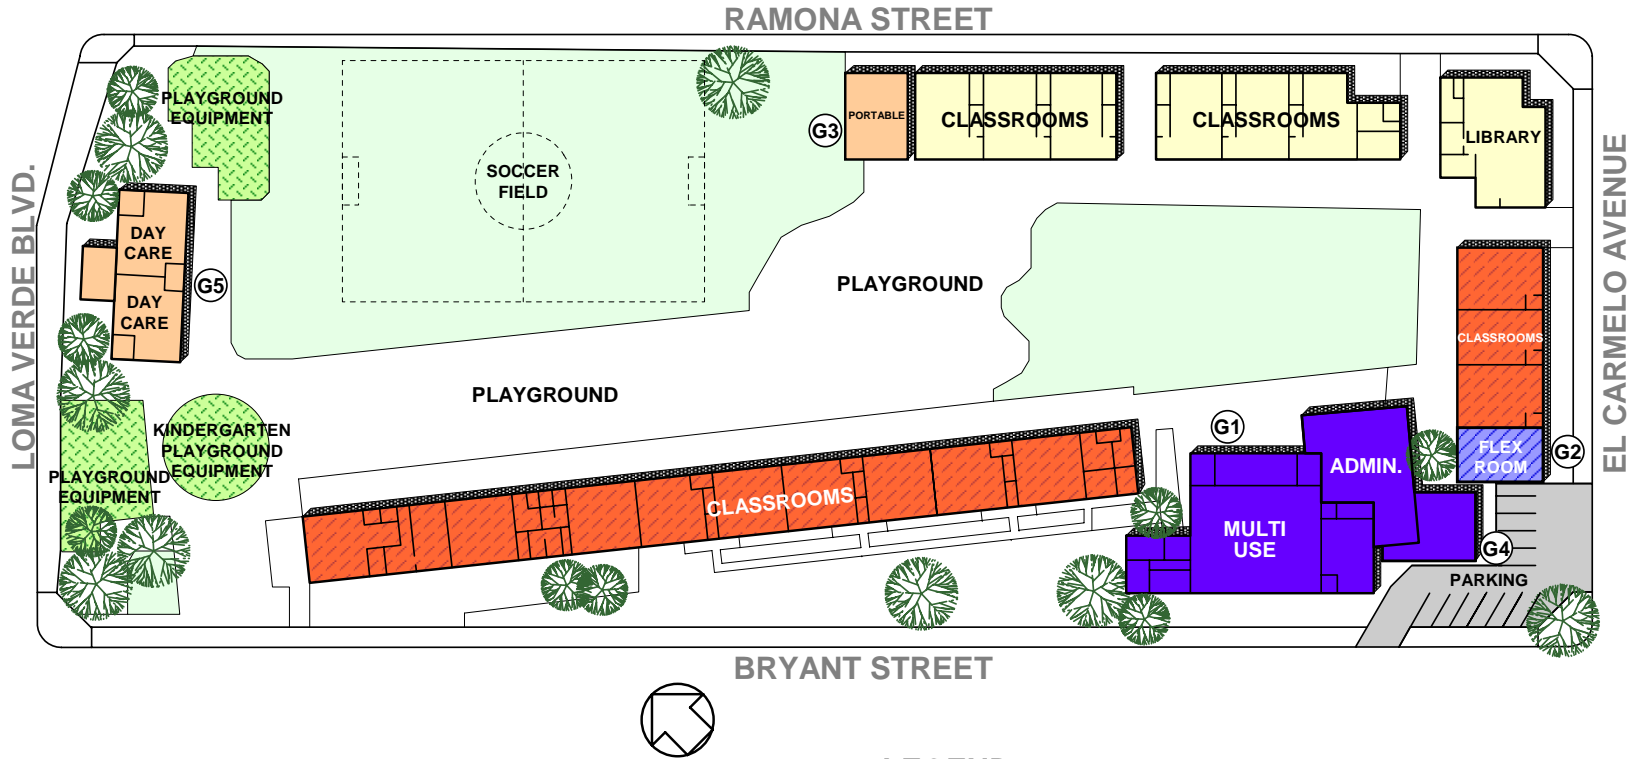 RAMONA STREET
PLAYGROUND
EQUIPMENT
PORTABLE
CLASSROOMS
CLASSROOMS
LIBRARY
G3
SOCCER
FIELD
LOMA VERDE BLVD.
EL CARMELO AVENUE
DAY
CARE
G5
DAY
CARE
PLAYGROUND
CLASSROOMS
PLAYGROUND
KINDERGARTEN
PLAYGROUND
EQUIPMENT
PLAYGROUND
EQUIPMENT
G1
ADMIN.
FLEX
ROOM
G2
CLASSROOMS
MULTI
USE
G4
PARKING
BRYANT STREET